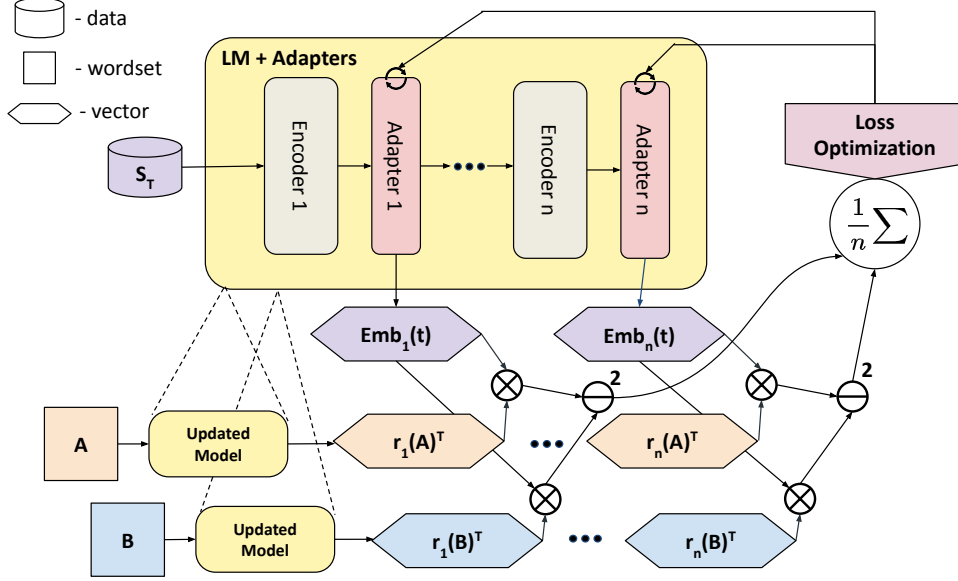 - data
- wordset
- vector
LM + Adapters
Encoder 1
Adapter 1
Encoder n
Adapter n
Loss
Optimization
S_T
1/n ∑
Emb_1(t)
Emb_n(t)
2
2
A
Updated
Model
r_1(A)^T
r_n(A)^T
B
Updated
Model
r_1(B)^T
r_n(B)^T